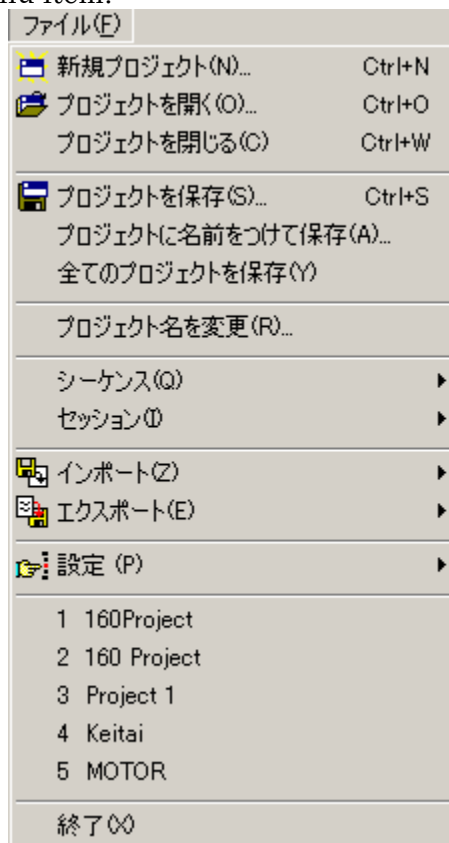 ファイル(F)
新規プロジェクト(N)... Ctrl+N
プロジェクトを開く(O)... Ctrl+O
プロジェクトを閉じる(C) Ctrl+W
プロジェクトを保存(S)... Ctrl+S
プロジェクトに名前をつけて保存(A)...
全てのプロジェクトを保存(Y)
プロジェクト名を変更(R)...
シーケンス(Q)
セッション(I)
インポート(Z)
エクスポート(E)
設定 (P)
1 160Project
2 160 Project
3 Project 1
4 Keitai
5 MOTOR
終了(X)